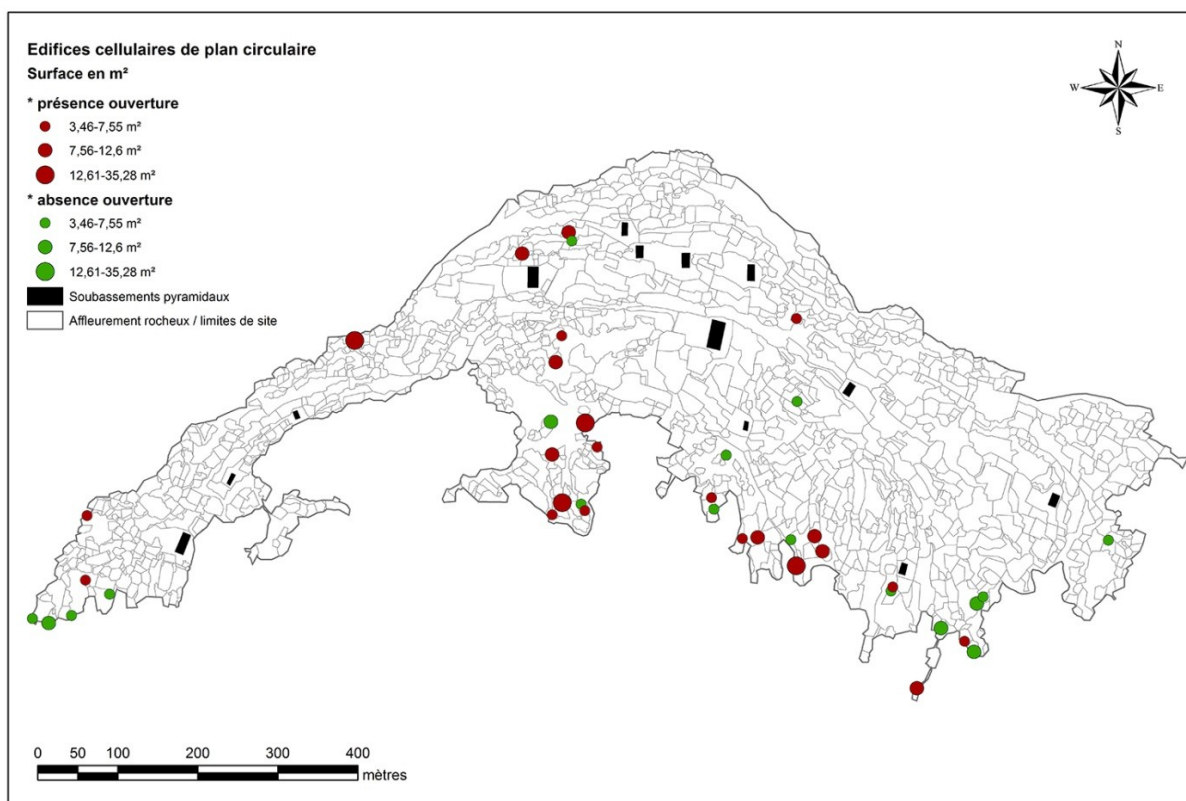 Edifices cellulaires de plan circulaire
Surface en m²
* présence ouverture
3,46-7,55 m²
7,56-12,6 m²
12,61-35,28 m²
* absence ouverture
3,46-7,55 m²
7,56-12,6 m²
12,61-35,28 m²
Soubassements pyramidaux
Affleurement rocheux / limites de site
N
W E
S
0 50 100 200 300 400
mètres